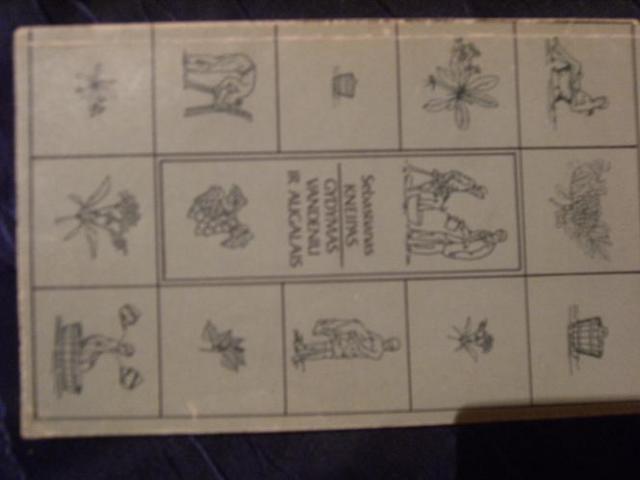 Sebastianas
KNEIPAS
GYDYMAS
VANDENIU
IR AUGALAIS